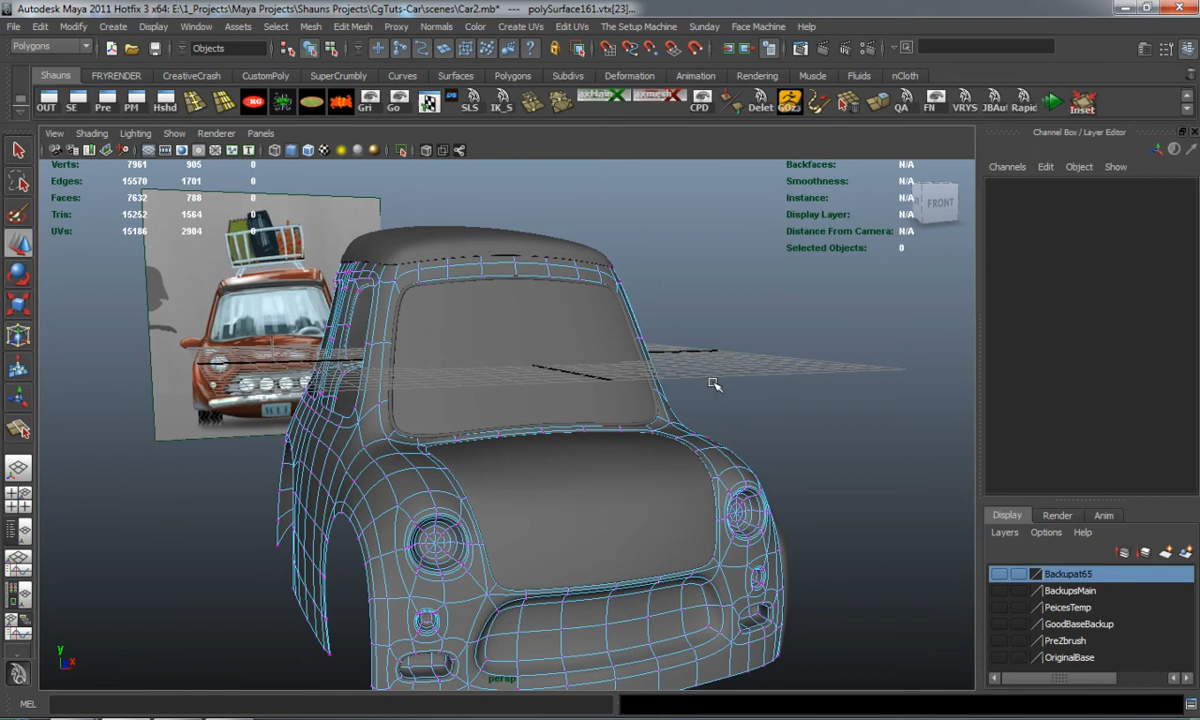 Autodesk Maya 2011 Hotfix 3 x64: E:\1_Projects\Maya Projects\Shauns Projects\CgTuts-Car\scenes\Car2.mb* --- polySurface161.vtx[23]...
File Edit Modify Create Display Window Assets Select Mesh Edit Mesh Proxy Normals Color Create UVs Edit UVs The Setup Machine Sunday Face Machine Help
Polygons Objects
Shauns FRYRENDER CreativeCrash CustomPoly SuperCrumbly Curves Surfaces Polygons Subdivs Deformation Animation Rendering Muscle Fluids nCloth
OUT SE Pre PM Hshd Gri Go SLS IK_S CPD Delet GOz QA FN VRYS JBAu Rapid Inset
View Shading Lighting Show Renderer Panels
Channel Box / Layer Editor
Channels Edit Object Show
Verts: 7961 905 0
Edges: 15570 1701 0
Faces: 7632 788 0
Tris: 15252 1564 0
UVs: 15186 2904 0
Backfaces: N/A
Smoothness: N/A
Instance: N/A
Display Layer: N/A
Distance From Camera: N/A
Selected Objects: 0
FRONT
Display Render Anim
Layers Options Help
Backupat65
BackupsMain
PeicesTemp
GoodBaseBackup
PreZbrush
OriginalBase
y
x
persp
MEL